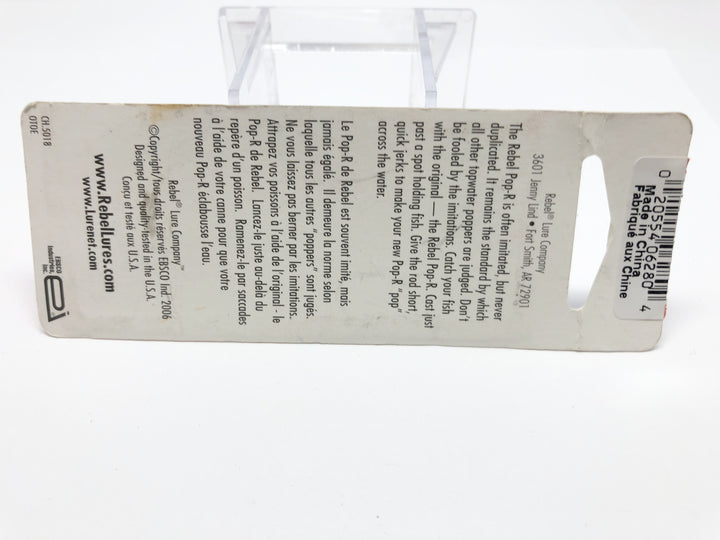 0 20554 06280 4
Made in China
Fabriqué aux Chine
Rebel® Lure Company
3601 Jenny Lind • Fort Smith, AR 72901
The Rebel Pop-R is often imitated, but never
duplicated. It remains the standard by which
all other topwater poppers are judged. Don't
be fooled by the imitations. Catch your fish
with the original — the Rebel Pop-R. Cast just
past a spot holding fish. Give the rod short,
quick jerks to make your new Pop-R "pop"
across the water.
Le Pop-R de Rebel est souvent imité, mais
jamais égalé. Il demeure la norme selon
laquelle tous les autres "poppers" sont jugés.
Ne vous laissez pas berner par les imitations.
Attrapez vos poissons à l'aide de l'original - le
Pop-R de Rebel. Lancez-le juste au-delà du
repère d'un poisson. Ramenez-le par saccades
à l'aide de votre canne pour que votre
nouveau Pop-R éclabousse l'eau.
Rebel® Lure Company™
©Copyright/tous droits réservés EBSCO Ind. 2006
Designed and quality-tested in the U.S.A.
Conçu et testé aux U.S.A.
www.RebelLures.com
www.Lurenet.com
CH-5018
OTOE
EBSCO
Industries,
Inc.